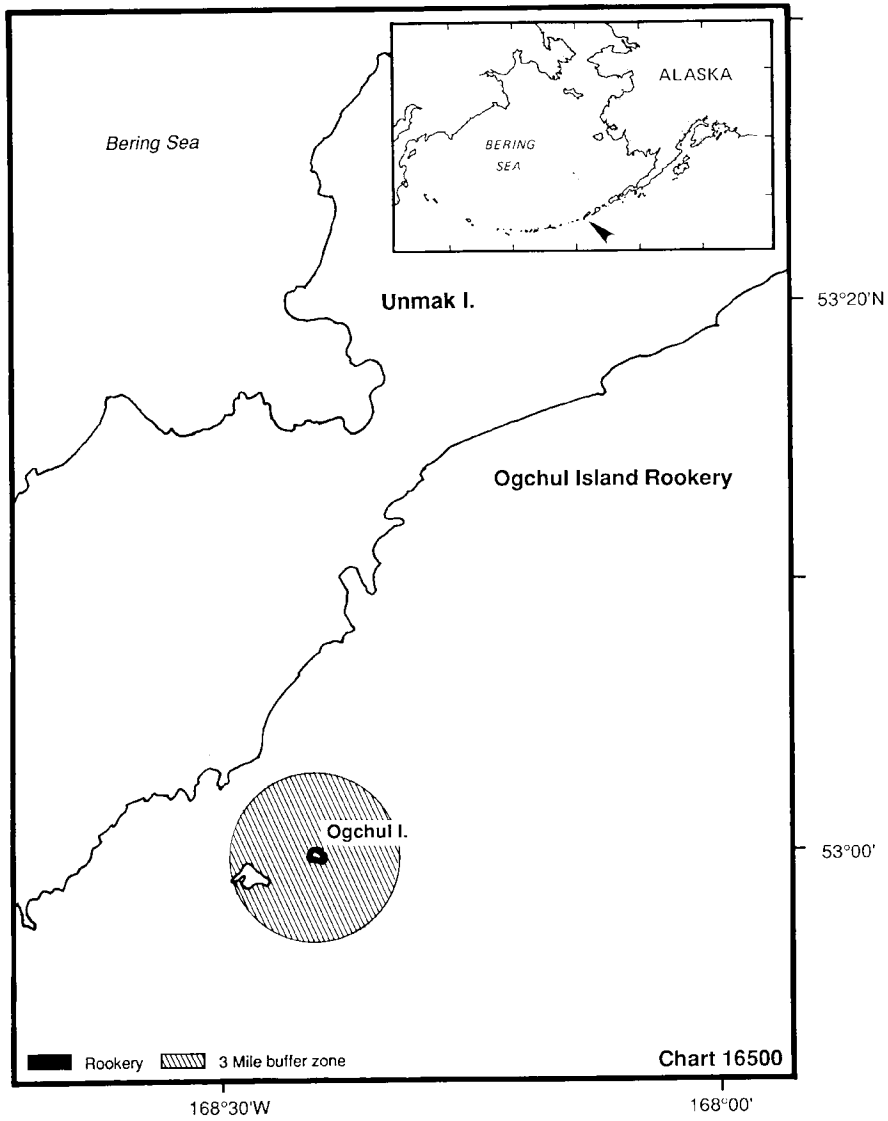 ALASKA
Bering Sea
BERING
SEA
Unmak I.
53°20'N
Ogchul Island Rookery
Ogchul I.
53°00'
Rookery 3 Mile buffer zone Chart 16500
168°30'W 168°00'